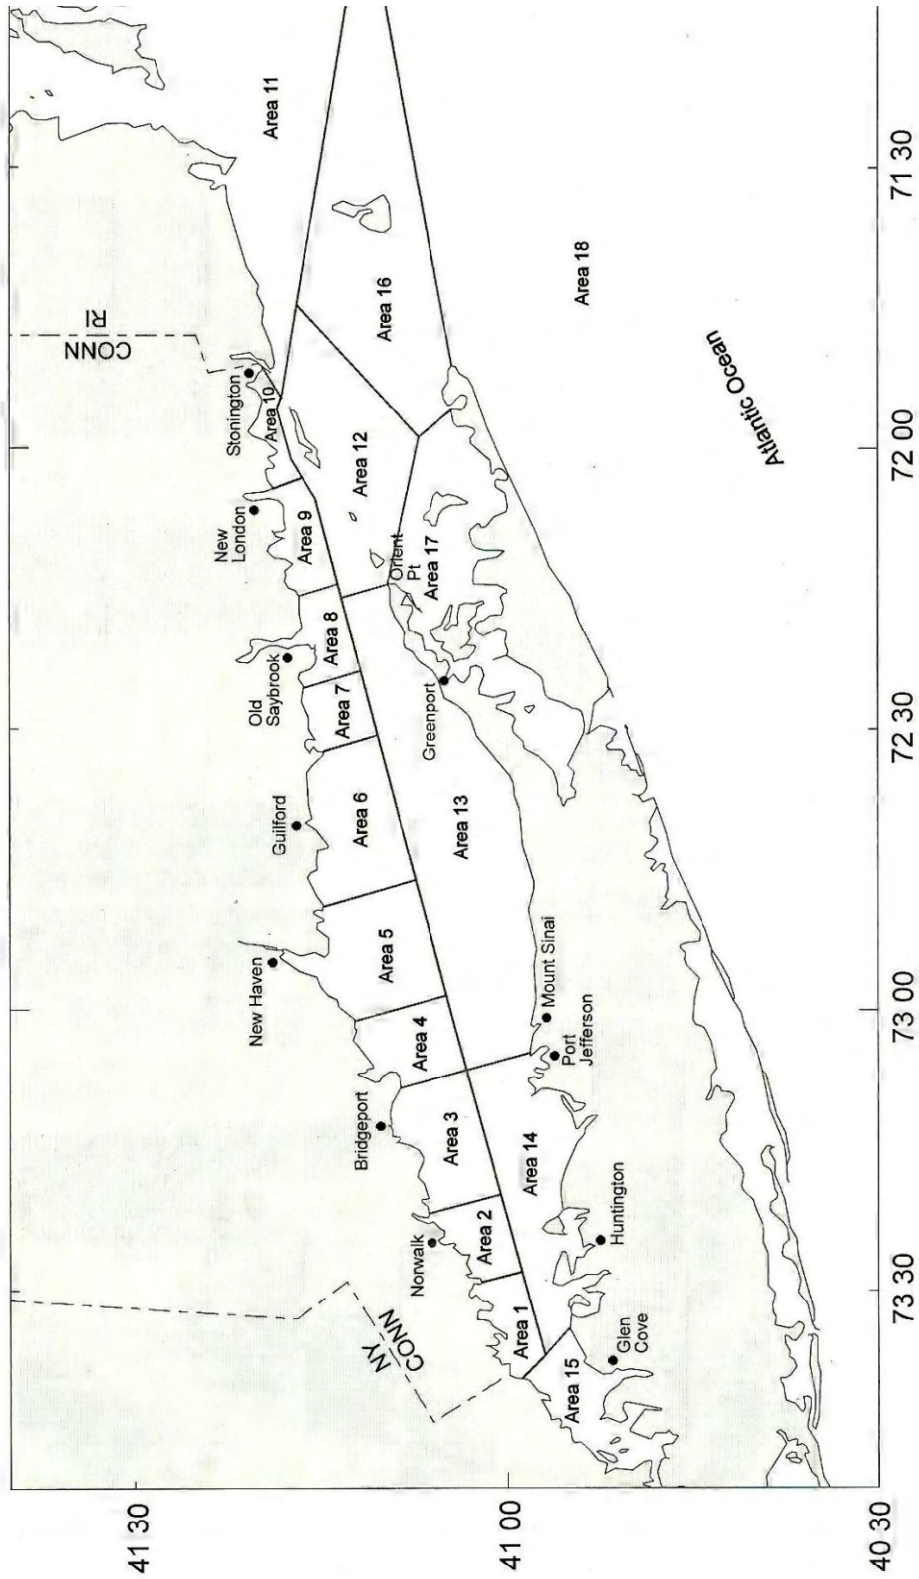 RI
CONN
Area 11
Stonington
Area 10
New
London
Area 9
Old
Saybrook
Area 8
Area 7
Guilford
Area 6
New Haven
Area 5
Area 4
Bridgeport
Area 3
Norwalk
Area 2
NY
CONN
Area 1
Area 12
Area 16
Orient
Pt
Area 17
Greenport
Area 13
Mount Sinai
Port
Jefferson
Area 14
Huntington
Glen
Cove
Area 15
Area 18
Atlantic Ocean
41 30
41 00
40 30
73 30
73 00
72 30
72 00
71 30